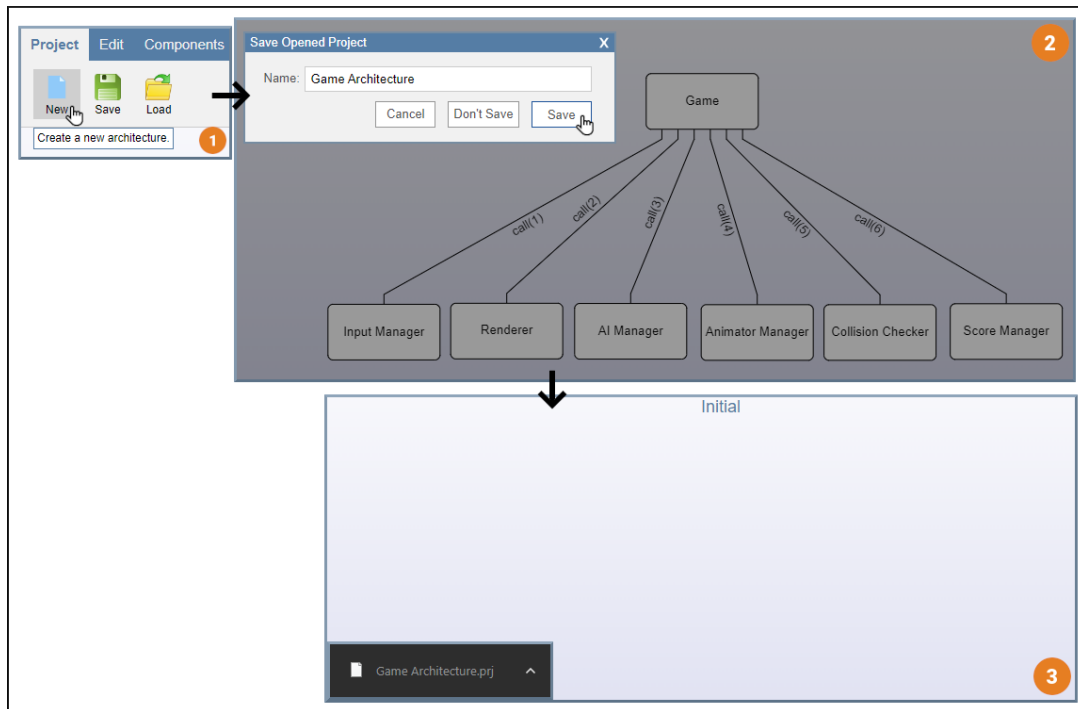 Project Edit Components
New Save Load
Create a new architecture.
1
Save Opened Project X
2
Name: Game Architecture
Cancel Don't Save Save
Game
call(1) call(2) call(3) call(4) call(5) call(6)
Input Manager Renderer AI Manager Animator Manager Collision Checker Score Manager
Initial
Game Architecture.prj
3